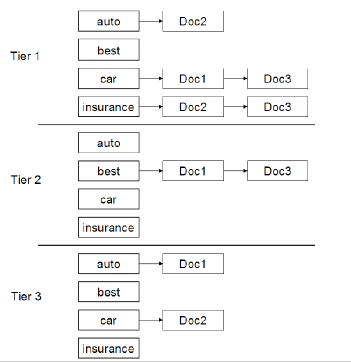 auto Doc2
best
Tier 1
car Doc1 Doc3
insurance Doc2 Doc3
auto
best Doc1 Doc3
Tier 2
car
insurance
auto Doc1
best
Tier 3
car Doc2
insurance